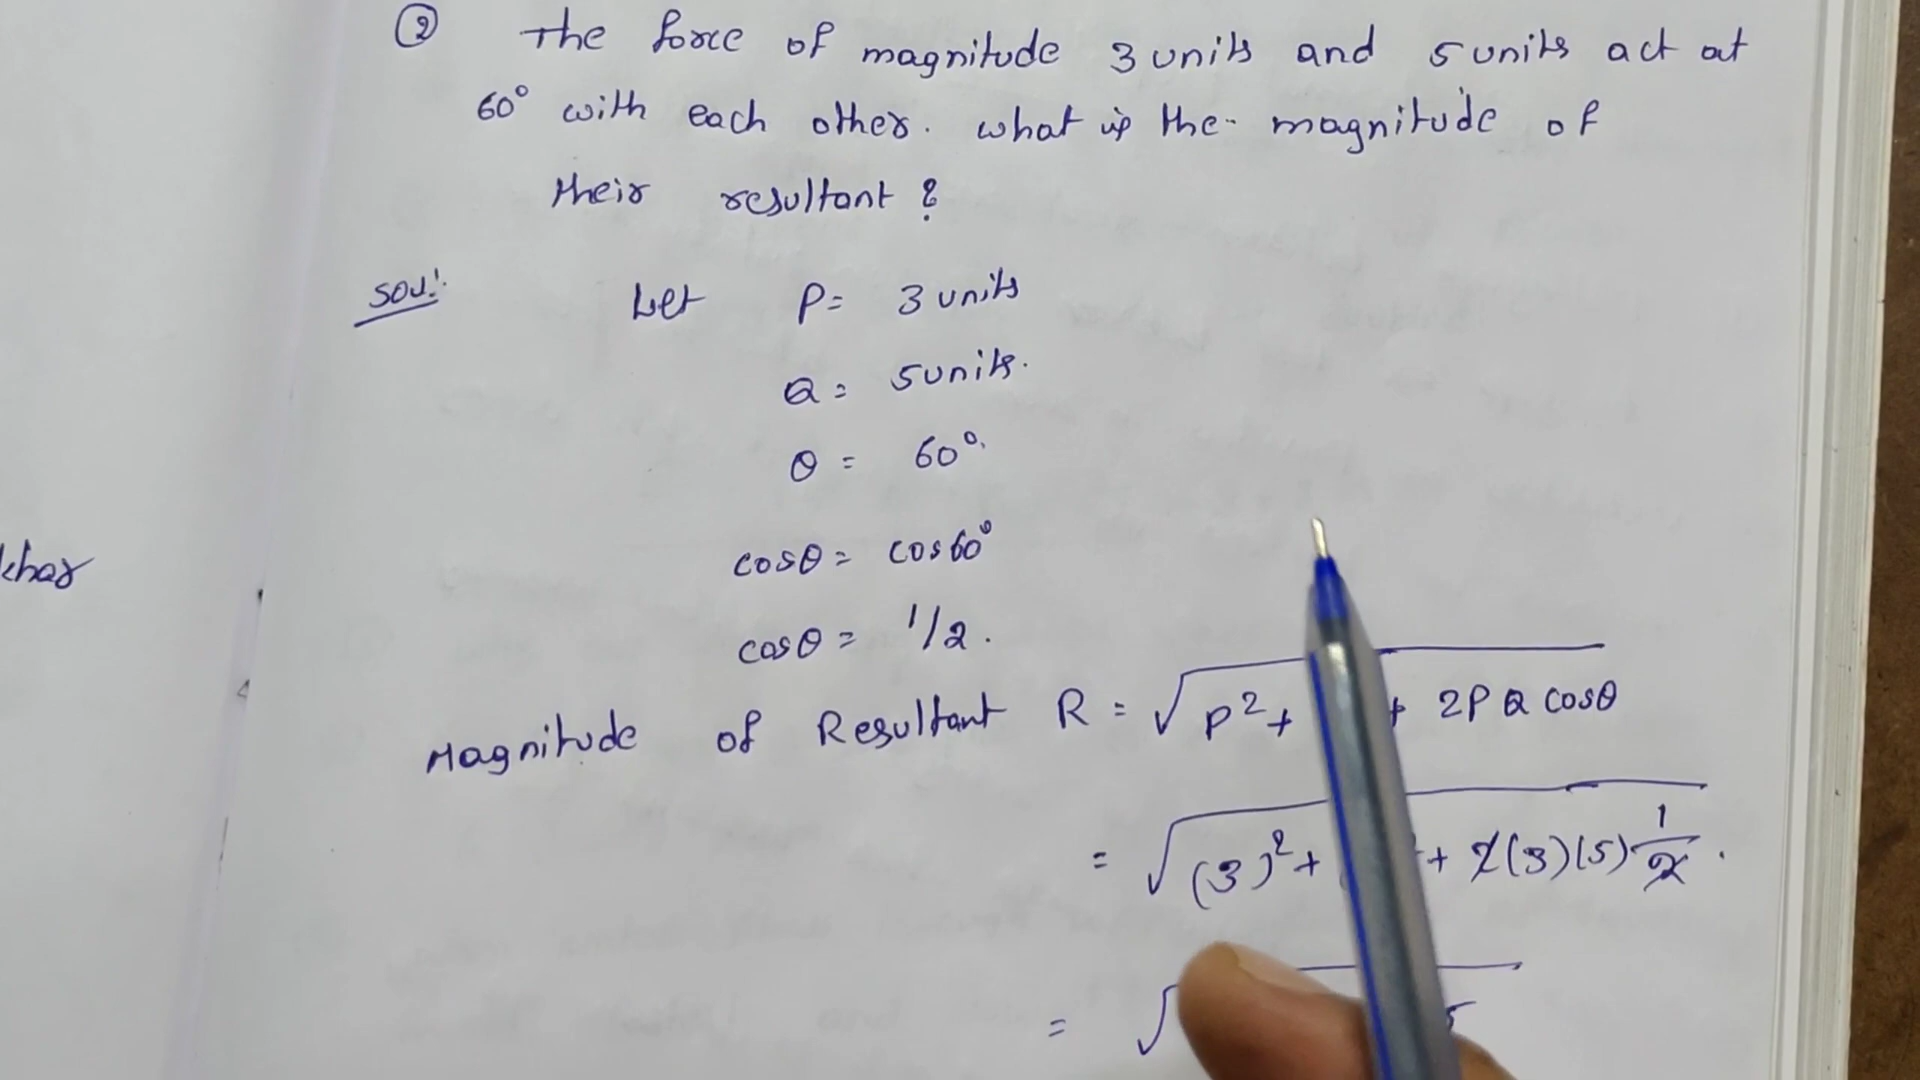 ② The force of magnitude 3 units and 5 units act at
60° with each other. what is the magnitude of
their resultant ?
Sol:
Let P = 3 units
Q = 5 units.
θ = 60°.
cosθ = cos60°
cosθ = 1/2.
Magnitude of Resultant R = √ P² + + 2PQ cosθ
= √ (3)² + + 2(3)(5) 1/2 .
= √ 5